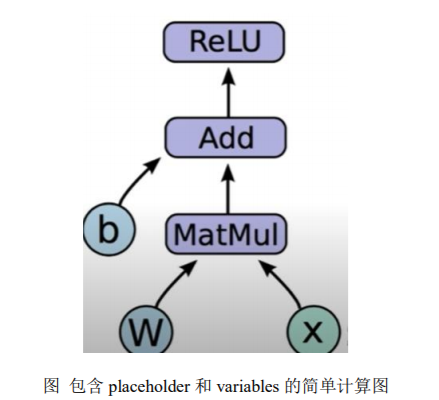 ReLU
Add
b
MatMul
W
x
图 包含 placeholder 和 variables 的简单计算图